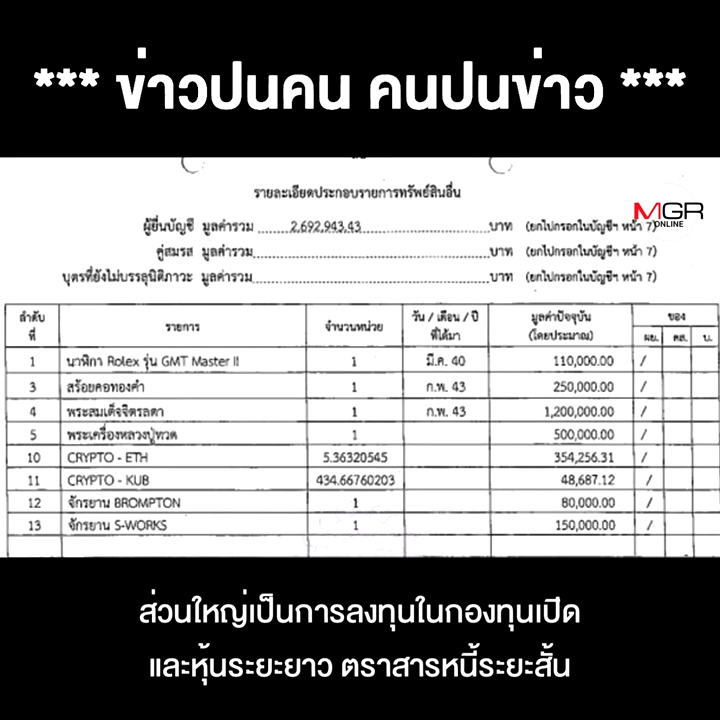 *** ข่าวปนคน คนปนข่าว ***
รายละเอียดประกอบรายการทรัพย์สินอื่น
MGR
ONLINE
ผู้ยื่นบัญชี มูลค่ารวม 2,692,943.43 บาท (ยกไปกรอกในบัญชีฯ หน้า 7)
คู่สมรส มูลค่ารวม บาท (ยกไปกรอกในบัญชีฯ หน้า 7)
บุตรที่ยังไม่บรรลุนิติภาวะ มูลค่ารวม บาท (ยกไปกรอกในบัญชีฯ หน้า 7)
ลำดับที่ รายการ จำนวนหน่วย วัน / เดือน / ปี ที่ได้มา มูลค่าปัจจุบัน (โดยประมาณ) ของ
ผย. คส. บ.
1 นาฬิกา Rolex รุ่น GMT Master II 1 มี.ค. 40 110,000.00 /
3 สร้อยคอทองคำ 1 ก.พ. 43 250,000.00 /
4 พระสมเด็จจิตรลดา 1 ก.พ. 43 1,200,000.00 /
5 พระเครื่องหลวงปู่ทวด 1 500,000.00 /
10 CRYPTO - ETH 5.36320545 354,256.31 /
11 CRYPTO - KUB 434.66760203 48,687.12 /
12 จักรยาน BROMPTON 1 80,000.00 /
13 จักรยาน S-WORKS 1 150,000.00 /
ส่วนใหญ่เป็นการลงทุนในกองทุนเปิด
และหุ้นระยะยาว ตราสารหนี้ระยะสั้น